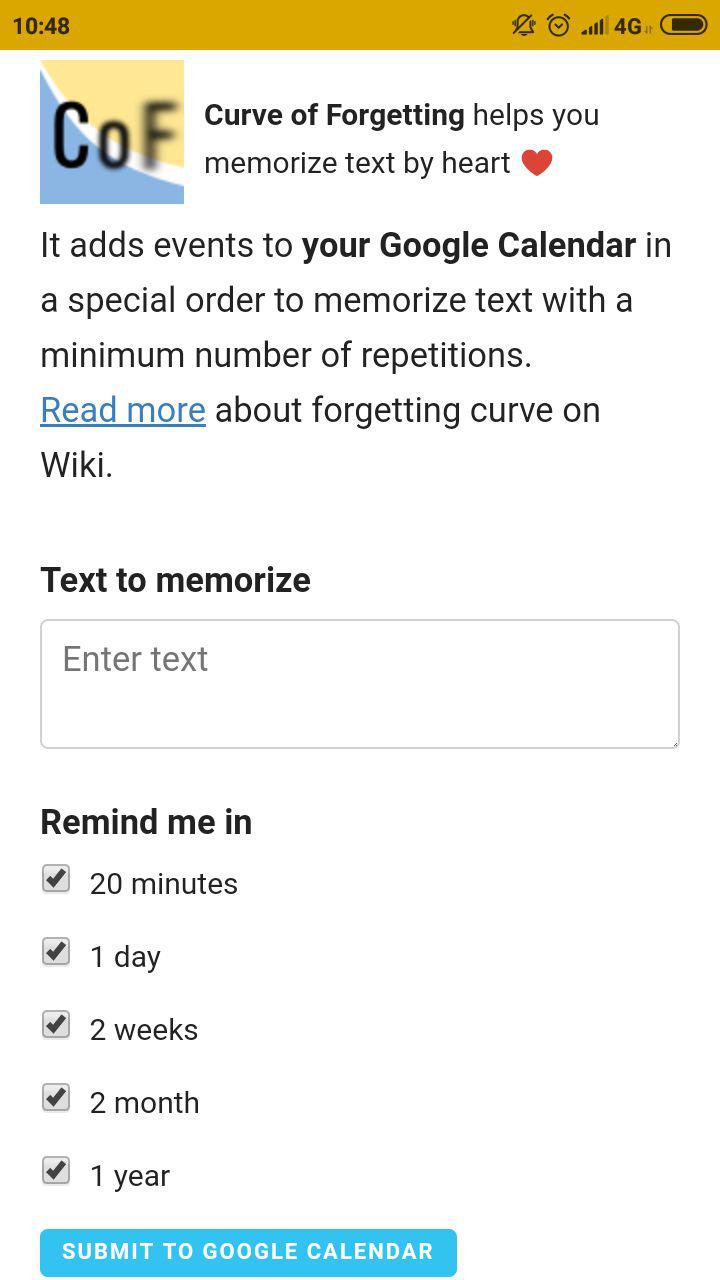 10:48
4G
CoF
Curve of Forgetting helps you
memorize text by heart ❤
It adds events to your Google Calendar in
a special order to memorize text with a
minimum number of repetitions.
Read more about forgetting curve on
Wiki.
Text to memorize
Enter text
Remind me in
20 minutes
1 day
2 weeks
2 month
1 year
SUBMIT TO GOOGLE CALENDAR